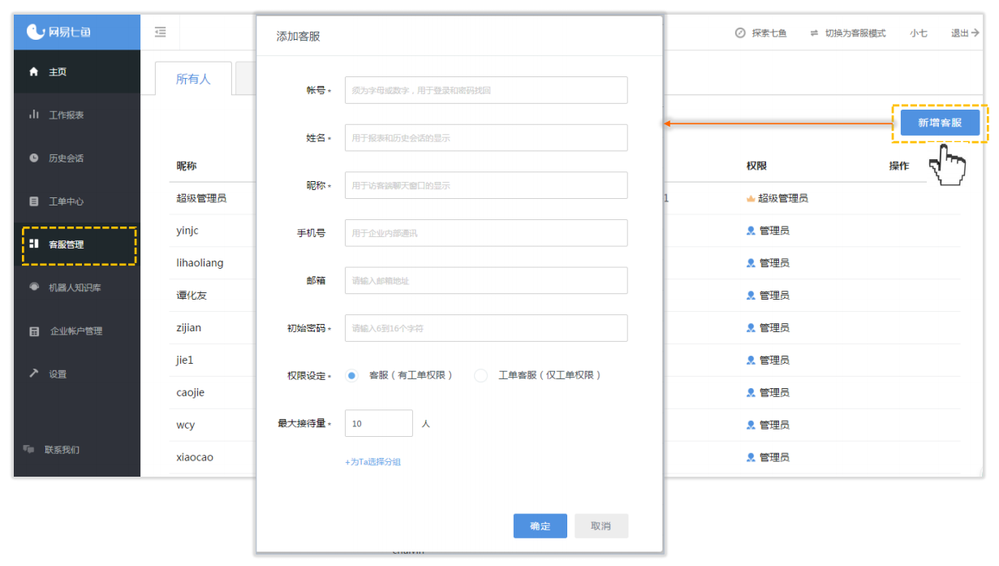 网易七鱼
探索七鱼
切换为客服模式
小七
退出
主页
工作报表
历史会话
工单中心
客服管理
机器人知识库
企业帐户管理
设置
联系我们
所有人
新增客服
昵称
权限
操作
超级管理员
1
超级管理员
yinjc
管理员
lihaoliang
管理员
谭化友
管理员
zijian
管理员
jie1
管理员
caojie
管理员
wcy
管理员
xiaocao
管理员
添加客服
帐号*
须为字母或数字，用于登录和密码找回
姓名*
用于报表和历史会话的显示
昵称*
用于访客端聊天窗口的显示
手机号
用于企业内部通讯
邮箱
请输入邮箱地址
初始密码*
请输入6到16个字符
权限设定*
客服（有工单权限）
工单客服（仅工单权限）
最大接待量*
10
人
+为Ta选择分组
确定
取消